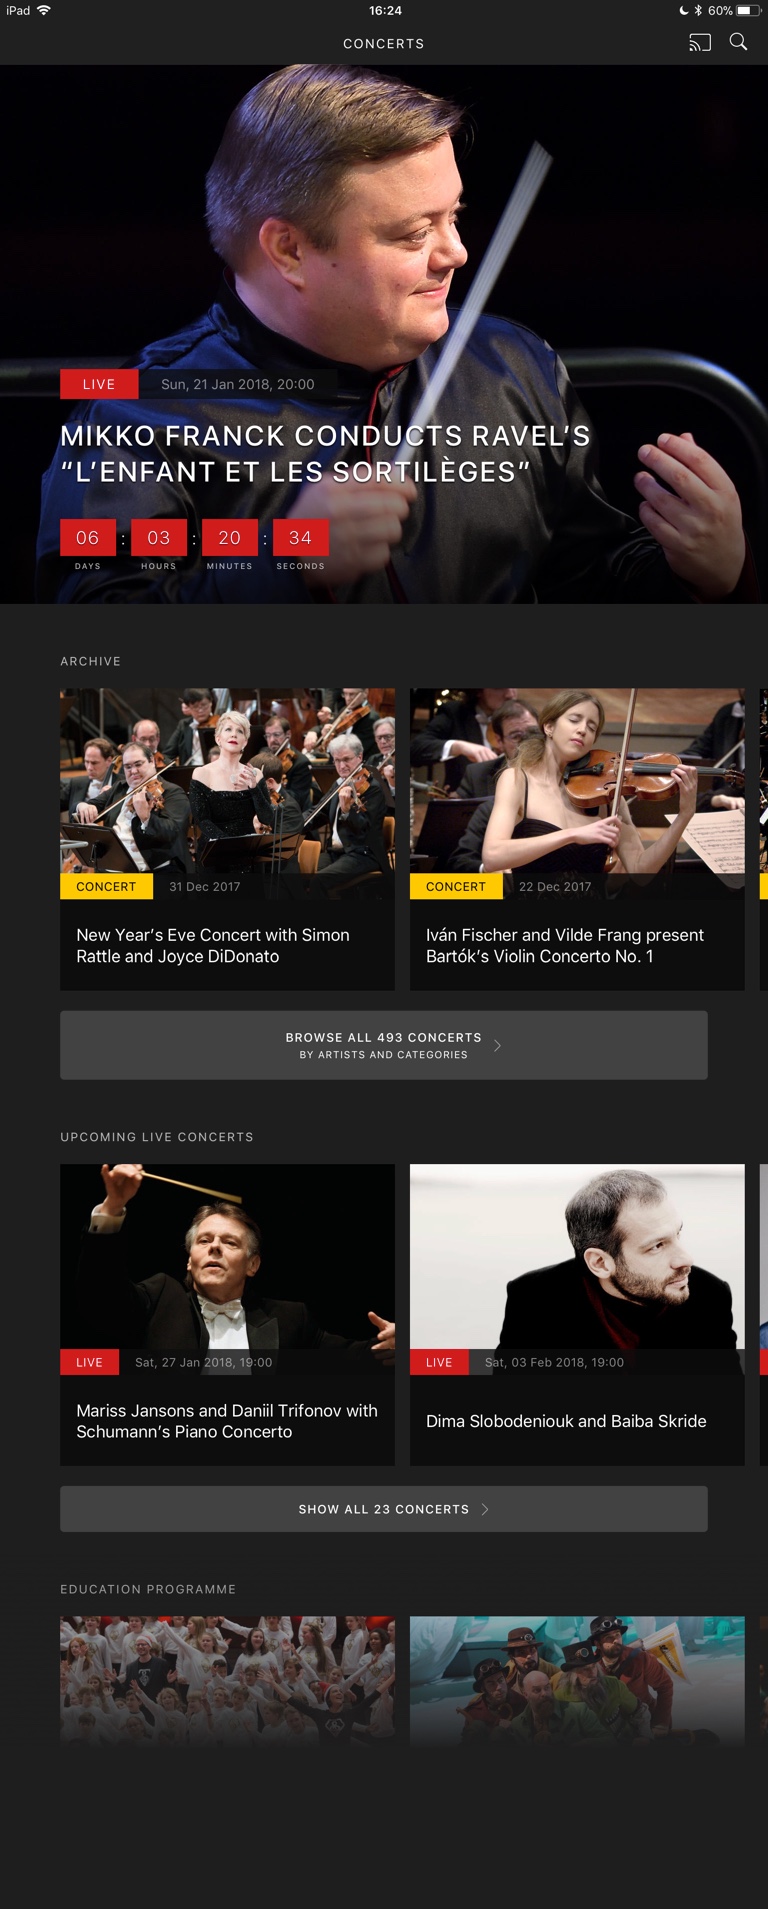 iPad
16:24
60%
CONCERTS
LIVE
Sun, 21 Jan 2018, 20:00
MIKKO FRANCK CONDUCTS RAVEL’S
“L’ENFANT ET LES SORTILÈGES”
06 : 03 : 20 : 34
DAYS HOURS MINUTES SECONDS
ARCHIVE
CONCERT
31 Dec 2017
New Year’s Eve Concert with Simon
Rattle and Joyce DiDonato
CONCERT
22 Dec 2017
Iván Fischer and Vilde Frang present
Bartók’s Violin Concerto No. 1
BROWSE ALL 493 CONCERTS
BY ARTISTS AND CATEGORIES
UPCOMING LIVE CONCERTS
LIVE
Sat, 27 Jan 2018, 19:00
Mariss Jansons and Daniil Trifonov with
Schumann’s Piano Concerto
LIVE
Sat, 03 Feb 2018, 19:00
Dima Slobodeniouk and Baiba Skride
SHOW ALL 23 CONCERTS
EDUCATION PROGRAMME